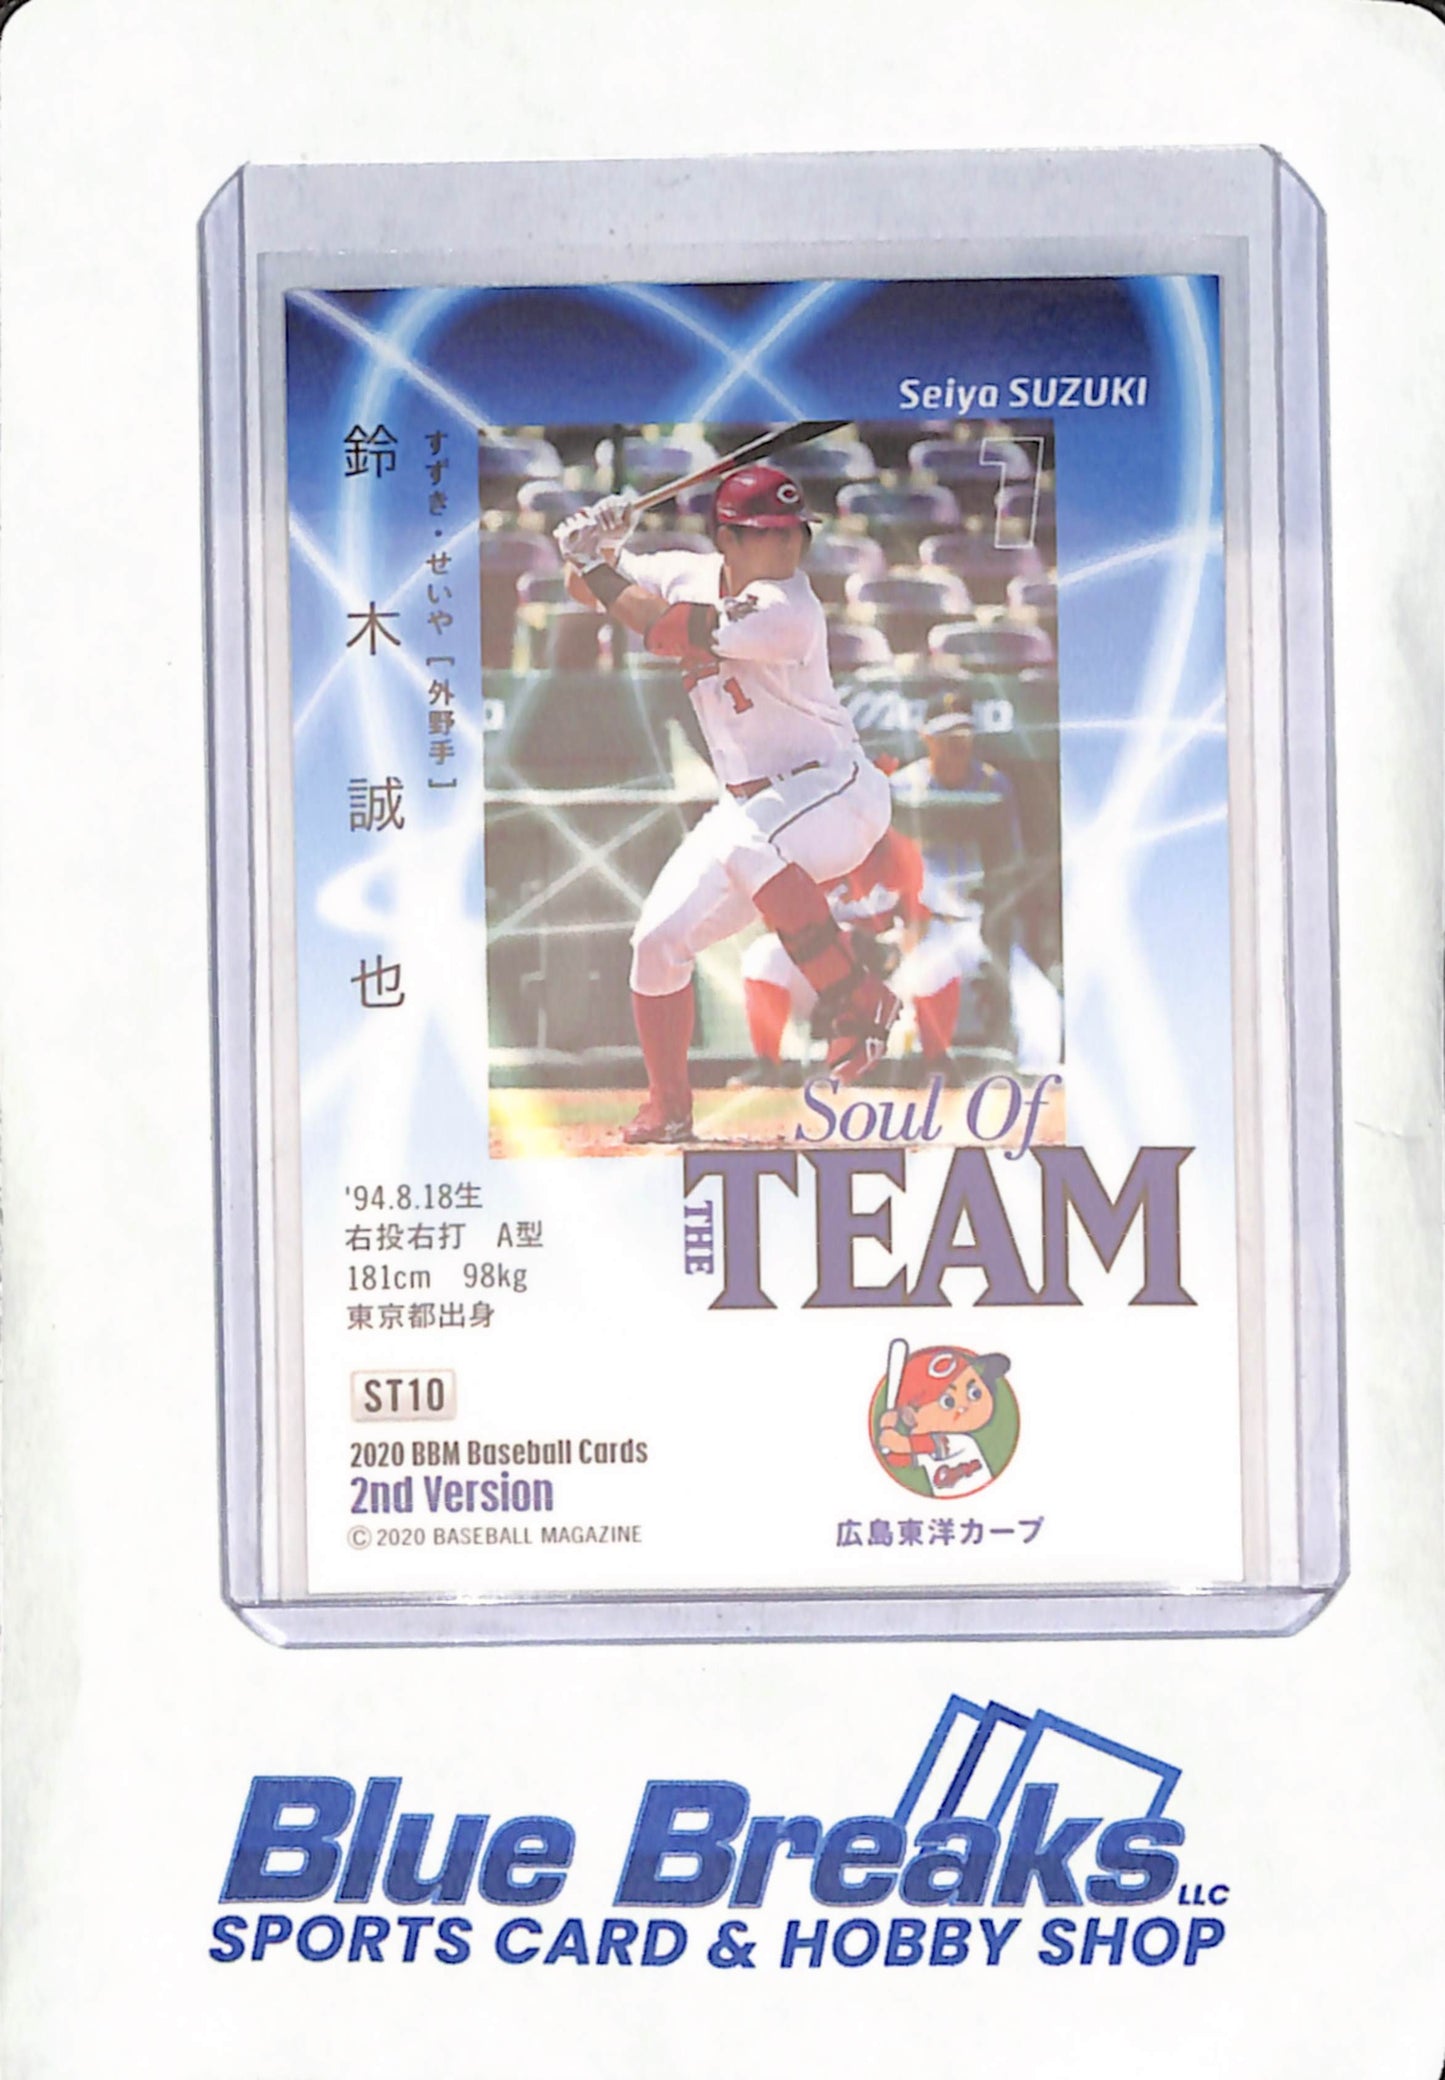 Seiya SUZUKI
1
鈴木誠也
すずき・せいや[外野手]
C
1
Soul Of
THE TEAM
'94.8.18生
右投右打 A型
181cm 98kg
東京都出身
ST10
2020 BBM Baseball Cards
2nd Version
© 2020 BASEBALL MAGAZINE
C
Carp
広島東洋カープ
Blue Breaks LLC
SPORTS CARD & HOBBY SHOP